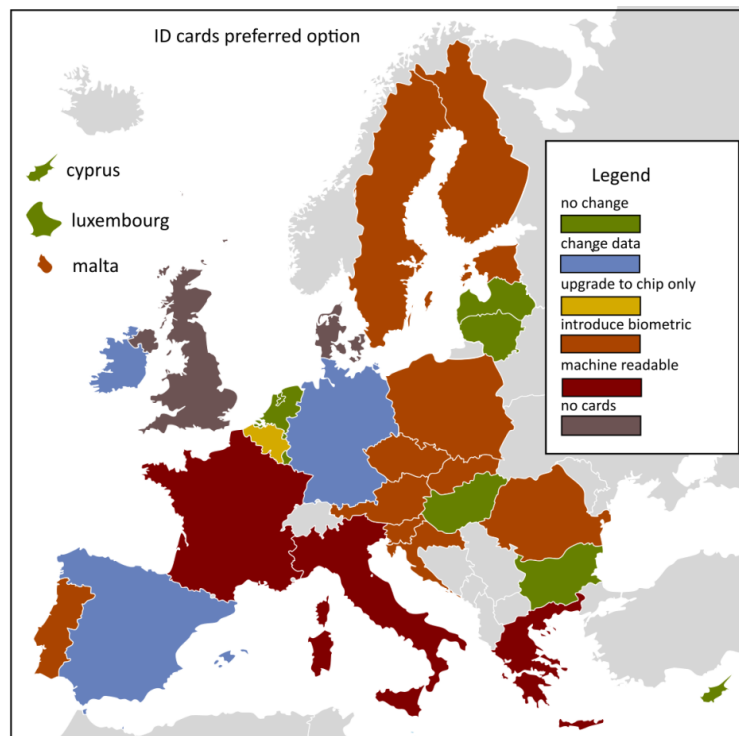 ID cards preferred option
cyprus
luxembourg
malta
Legend
no change
change data
upgrade to chip only
introduce biometric
machine readable
no cards